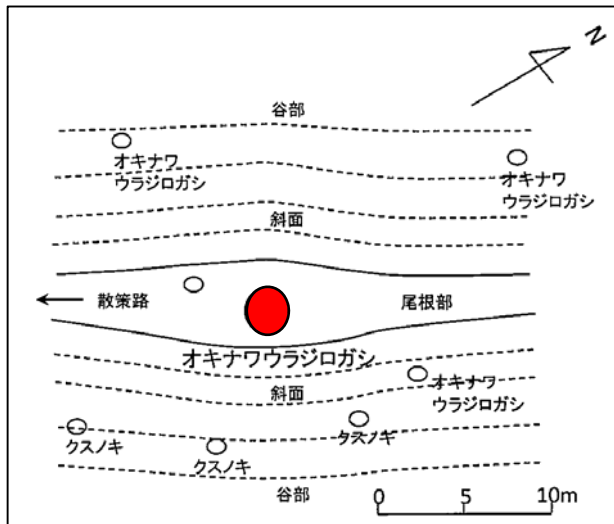 N
谷部
オキナワ
ウラジロガシ
オキナワ
ウラジロガシ
斜面
散策路
尾根部
オキナワウラジロガシ
オキナワ
ウラジロガシ
斜面
クスノキ
クスノキ
タスノキ
谷部
0 5 10m